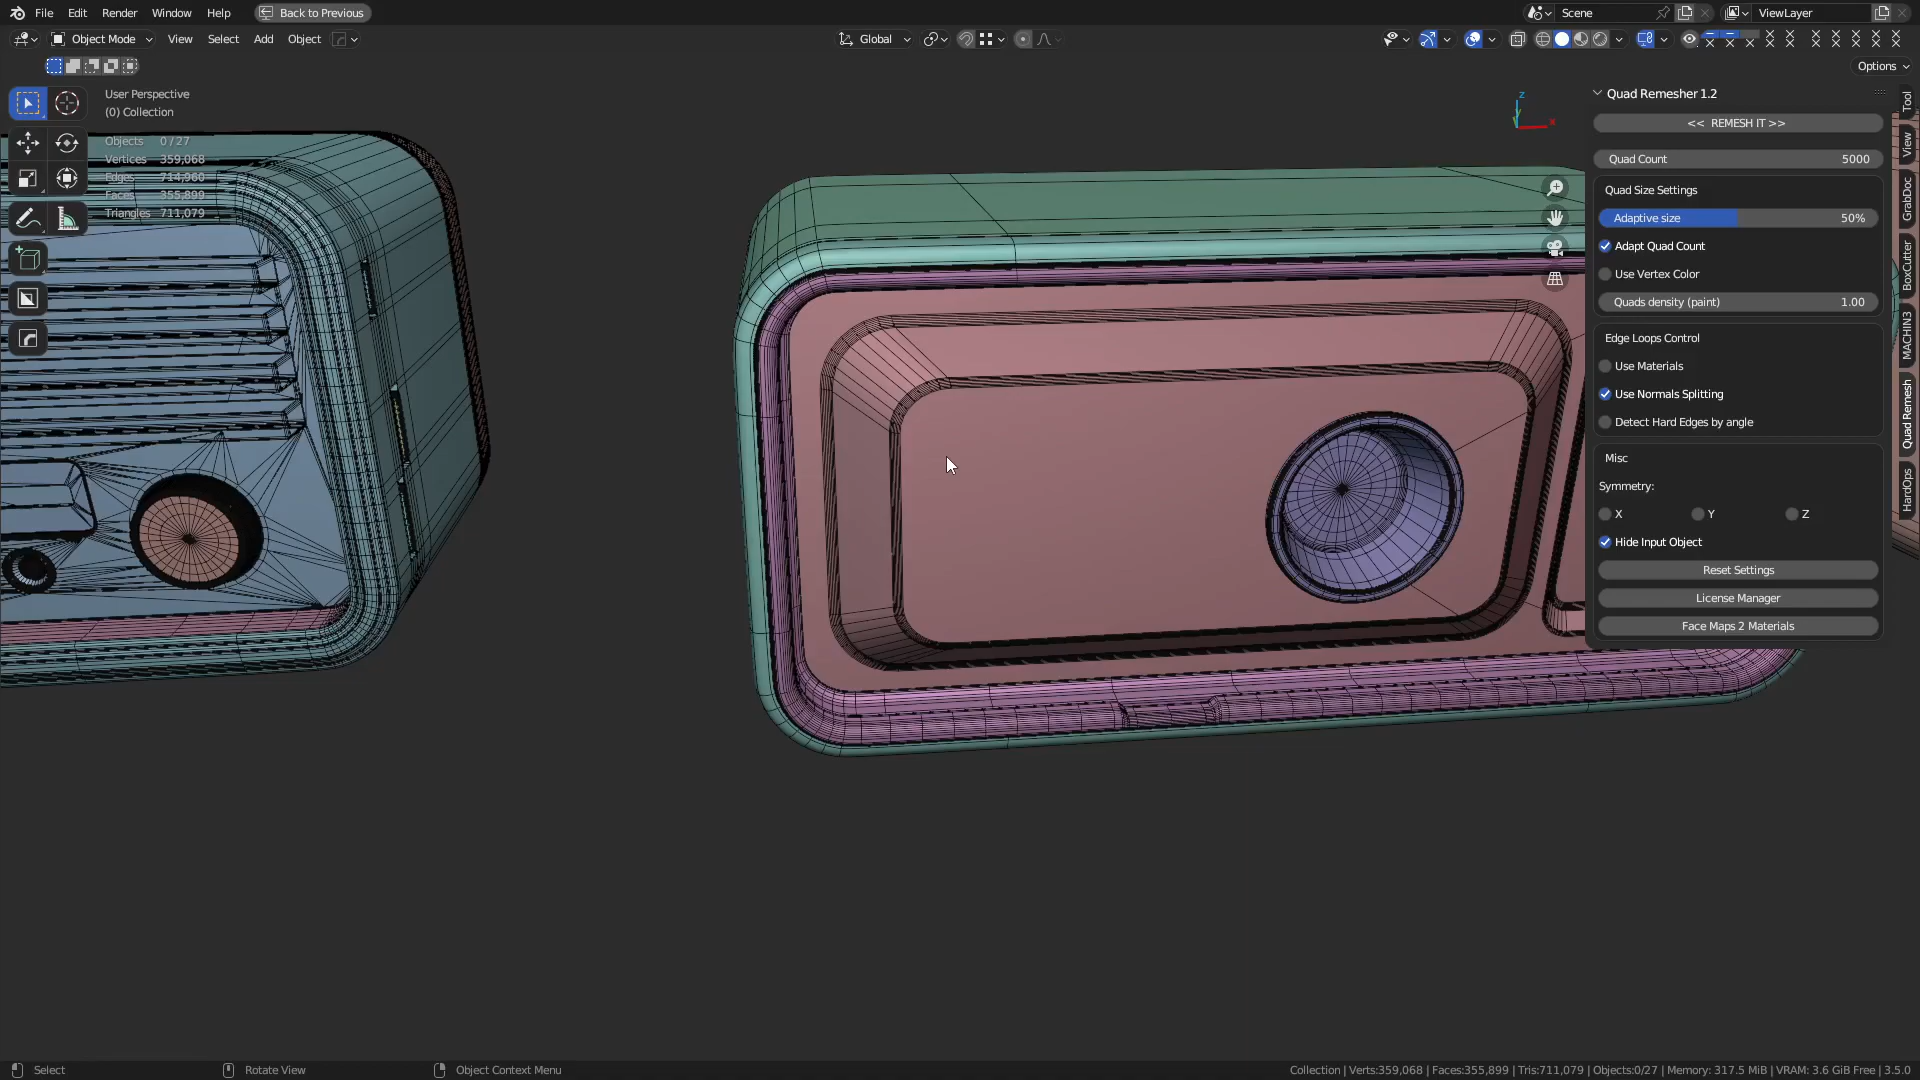 File Edit Render Window Help Back to Previous Scene ViewLayer
Object Mode View Select Add Object Global
Options
User Perspective
(0) Collection
Objects 0 / 27
Vertices 359,068
Edges 714,960
Faces 355,899
Triangles 711,079
Z
X
Quad Remesher 1.2
<< REMESH IT >>
Quad Count 5000
Quad Size Settings
Adaptive size 50%
Adapt Quad Count
Use Vertex Color
Quads density (paint) 1.00
Edge Loops Control
Use Materials
Use Normals Splitting
Detect Hard Edges by angle
Misc
Symmetry:
X Y Z
Hide Input Object
Reset Settings
License Manager
Face Maps 2 Materials
Tool
View
GrabDoc
BoxCutter
MACHIN3
Quad Remesh
HardOps
Select Rotate View Object Context Menu
Collection | Verts:359,068 | Faces:355,899 | Tris:711,079 | Objects:0/27 | Memory: 317.5 MiB | VRAM: 3.6 GiB Free | 3.5.0